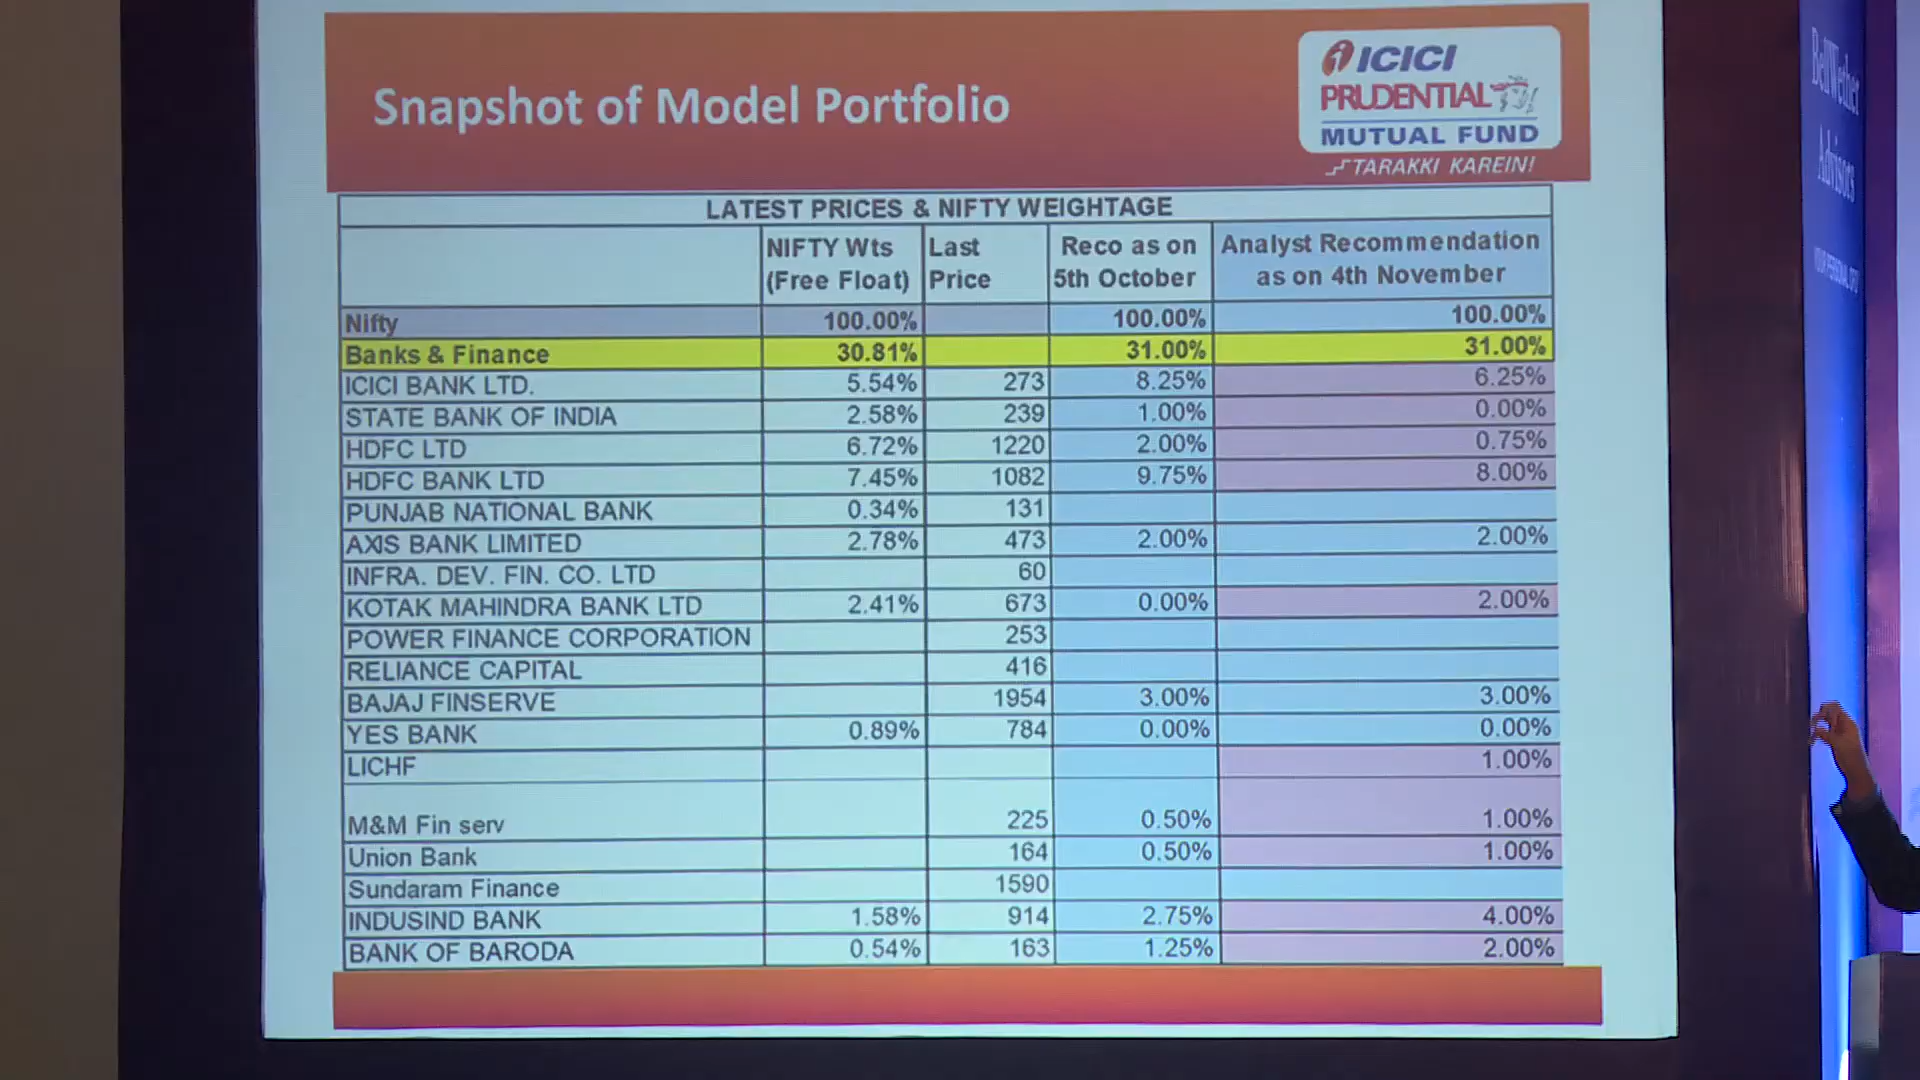 Snapshot of Model Portfolio
ICICI
PRUDENTIAL
MUTUAL FUND
TARAKKI KAREIN!
LATEST PRICES & NIFTY WEIGHTAGE
NIFTY Wts (Free Float) Last Price Reco as on 5th October Analyst Recommendation as on 4th November
Nifty 100.00% 100.00% 100.00%
Banks & Finance 30.81% 31.00% 31.00%
ICICI BANK LTD. 5.54% 273 8.25% 6.25%
STATE BANK OF INDIA 2.58% 239 1.00% 0.00%
HDFC LTD 6.72% 1220 2.00% 0.75%
HDFC BANK LTD 7.45% 1082 9.75% 8.00%
PUNJAB NATIONAL BANK 0.34% 131
AXIS BANK LIMITED 2.78% 473 2.00% 2.00%
INFRA. DEV. FIN. CO. LTD 60
KOTAK MAHINDRA BANK LTD 2.41% 673 0.00% 2.00%
POWER FINANCE CORPORATION 253
RELIANCE CAPITAL 416
BAJAJ FINSERVE 1954 3.00% 3.00%
YES BANK 0.89% 784 0.00% 0.00%
LICHF 1.00%
M&M Fin serv 225 0.50% 1.00%
Union Bank 164 0.50% 1.00%
Sundaram Finance 1590
INDUSIND BANK 1.58% 914 2.75% 4.00%
BANK OF BARODA 0.54% 163 1.25% 2.00%
BellWether
Advisors